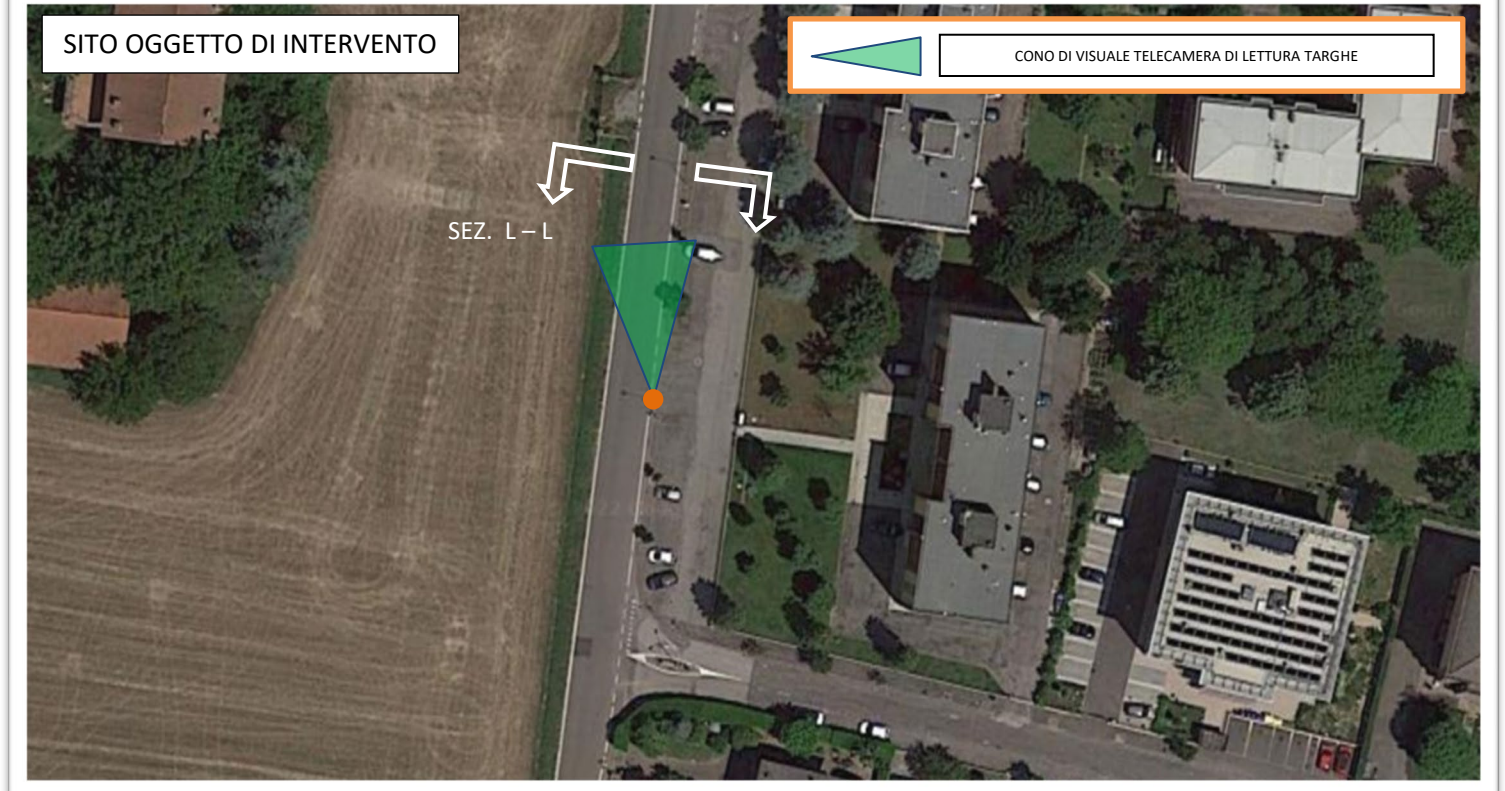 SITO OGGETTO DI INTERVENTO
CONO DI VISUALE TELECAMERA DI LETTURA TARGHE
SEZ. L – L